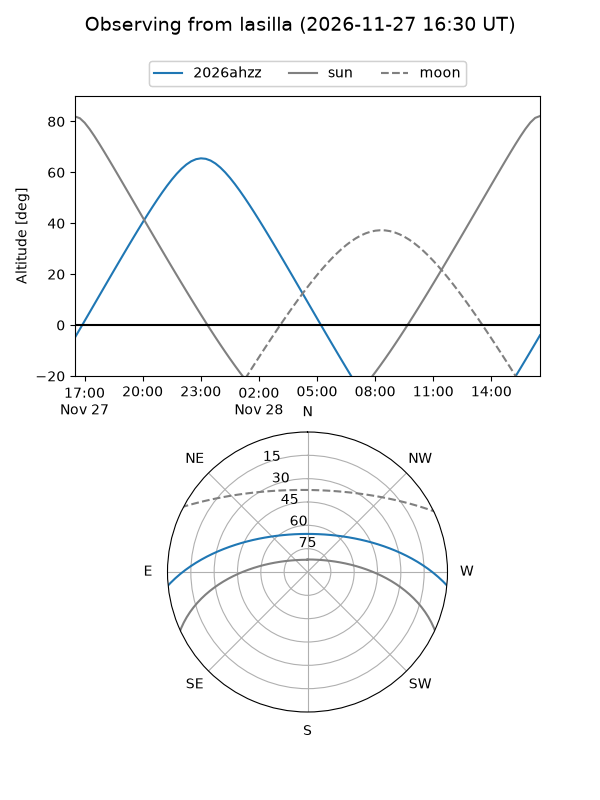 Observing from lasilla (2026-11-27 16:30 UT)
2026ahzz sun moon
Altitude [deg]
80
60
40
20
0
−20
17:00 20:00 23:00 02:00 05:00 08:00 11:00 14:00
Nov 27 Nov 28
N
NE NW
15
30
45
60
75
E W
SE SW
S